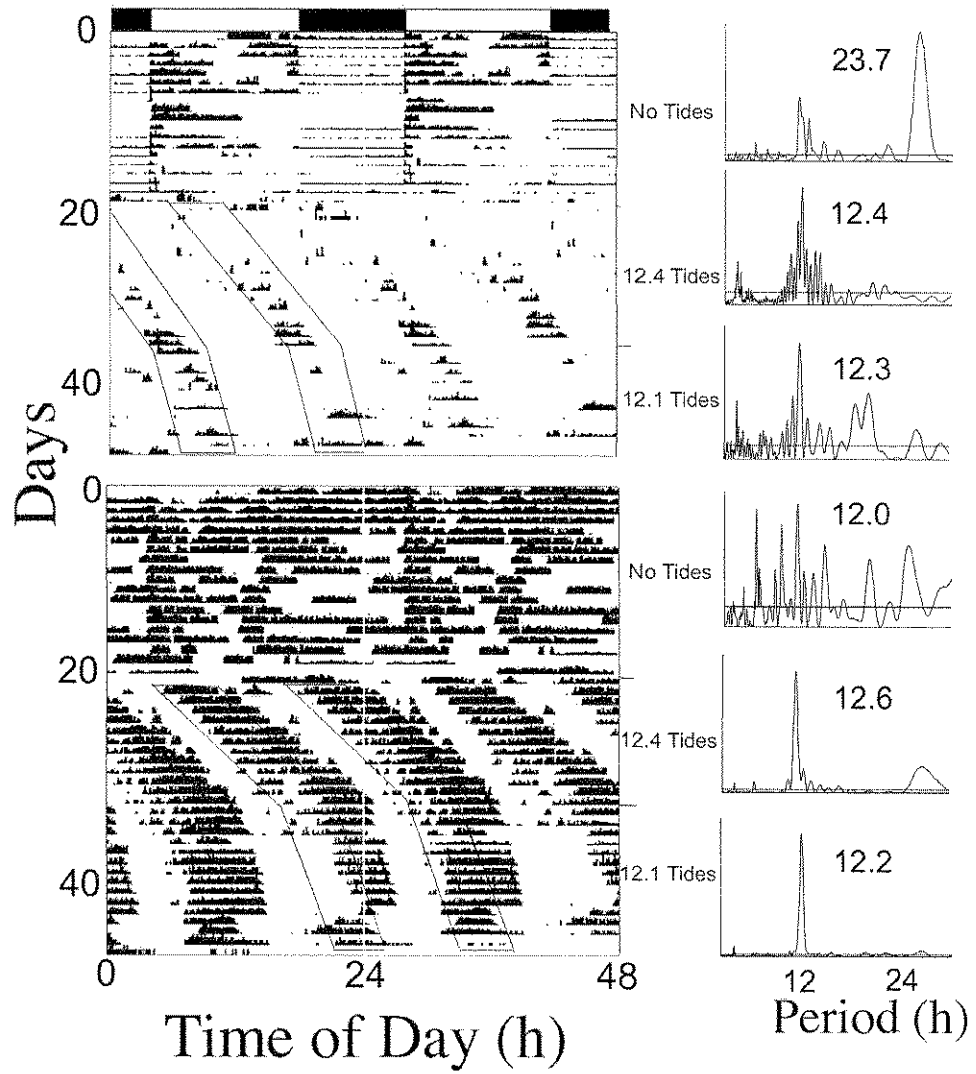 0
20
40
Days
0
20
40
0 24 48
Time of Day (h)
No Tides
23.7
12.4 Tides
12.4
12.1 Tides
12.3
No Tides
12.0
12.4 Tides
12.6
12.1 Tides
12.2
12 24
Period (h)